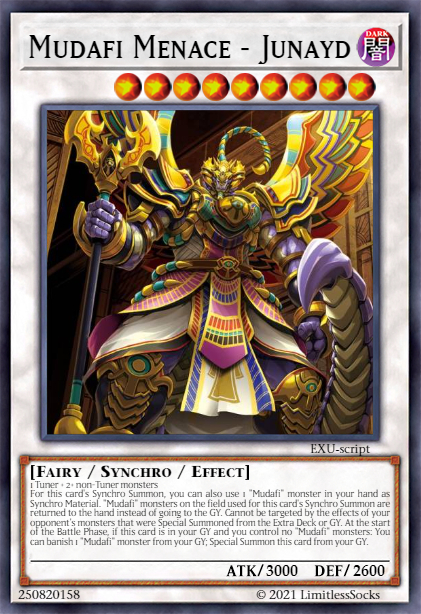 Mudafi Menace - Junayd
DARK
闇
EXU-script
[Fairy / Synchro / Effect]
1 Tuner + 2+ non-Tuner monsters
For this card's Synchro Summon, you can also use 1 "Mudafi" monster in your hand as
Synchro Material. "Mudafi" monsters on the field used for this card's Synchro Summon are
returned to the hand instead of going to the GY. Cannot be targeted by the effects of your
opponent's monsters that were Special Summoned from the Extra Deck or GY. At the start
of the Battle Phase, if this card is in your GY and you control no "Mudafi" monsters: You
can banish 1 "Mudafi" monster from your GY; Special Summon this card from your GY.
ATK/3000 DEF/2600
250820158 © 2021 LimitlessSocks